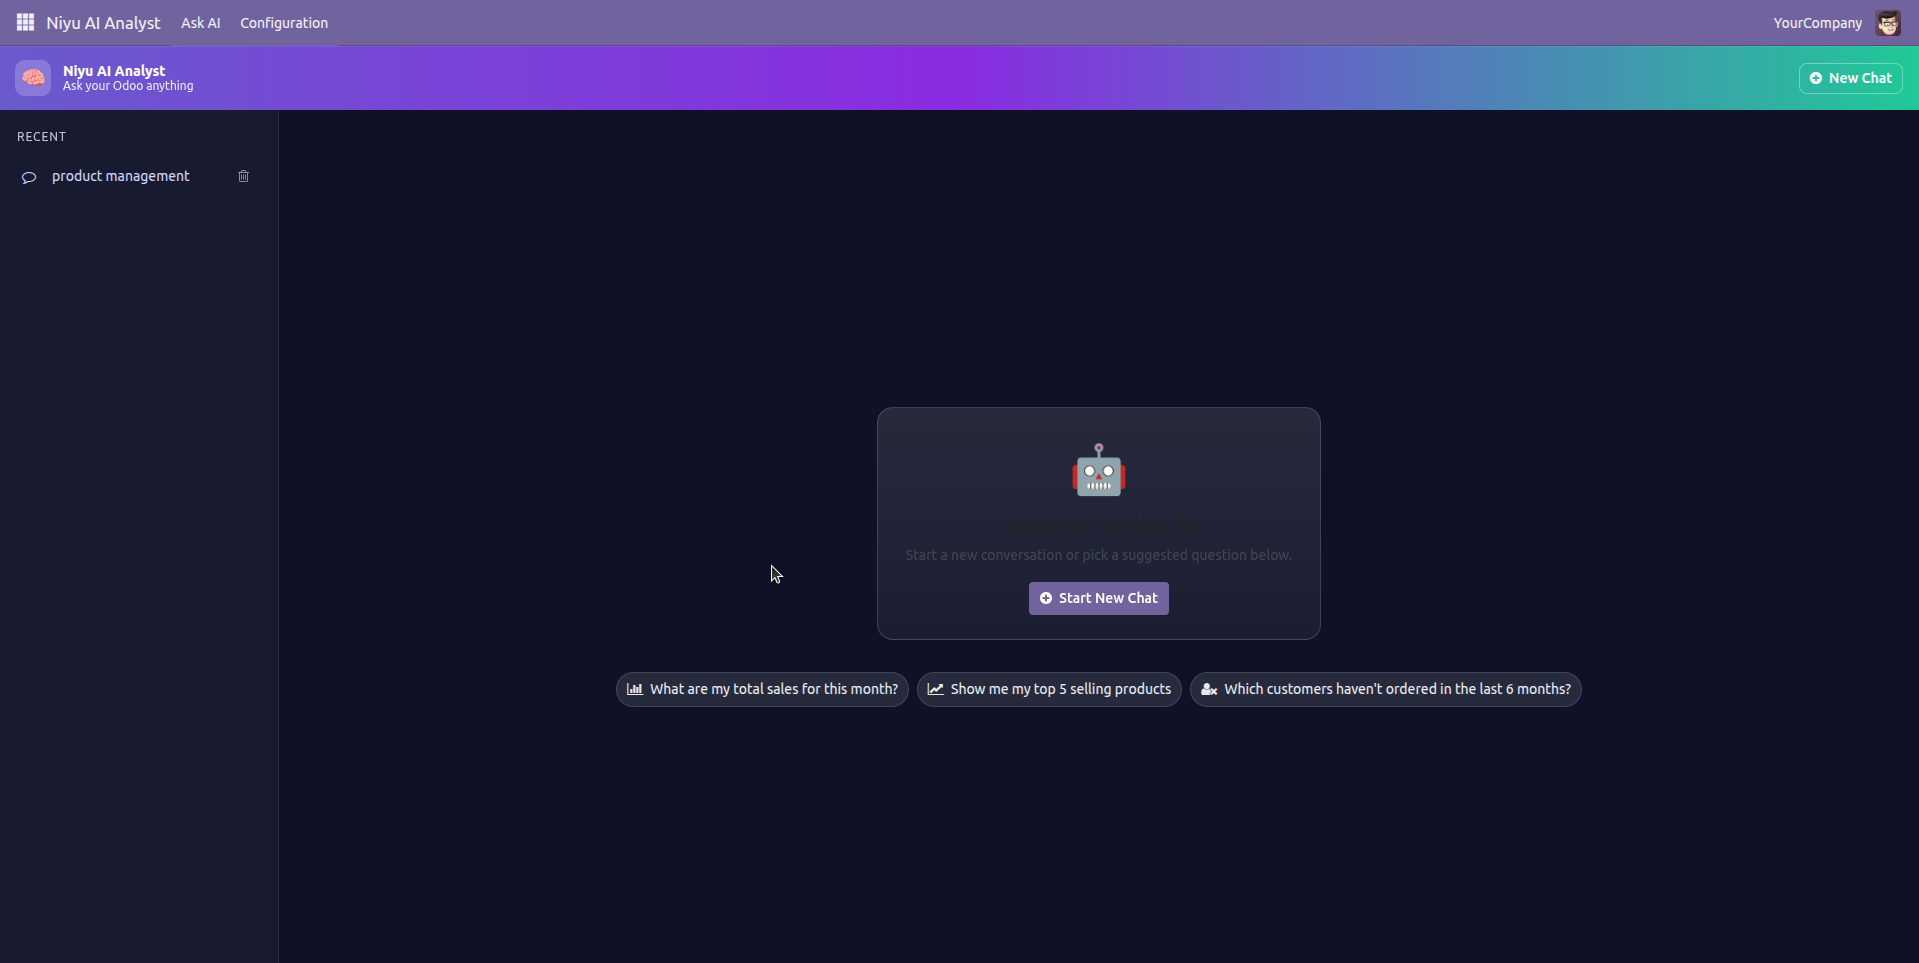 Niyu AI Analyst Ask AI Configuration YourCompany
Niyu AI Analyst
Ask your Odoo anything
New Chat
RECENT
product management
Start a new conversation or pick a suggested question below.
Start New Chat
What are my total sales for this month? Show me my top 5 selling products Which customers haven't ordered in the last 6 months?